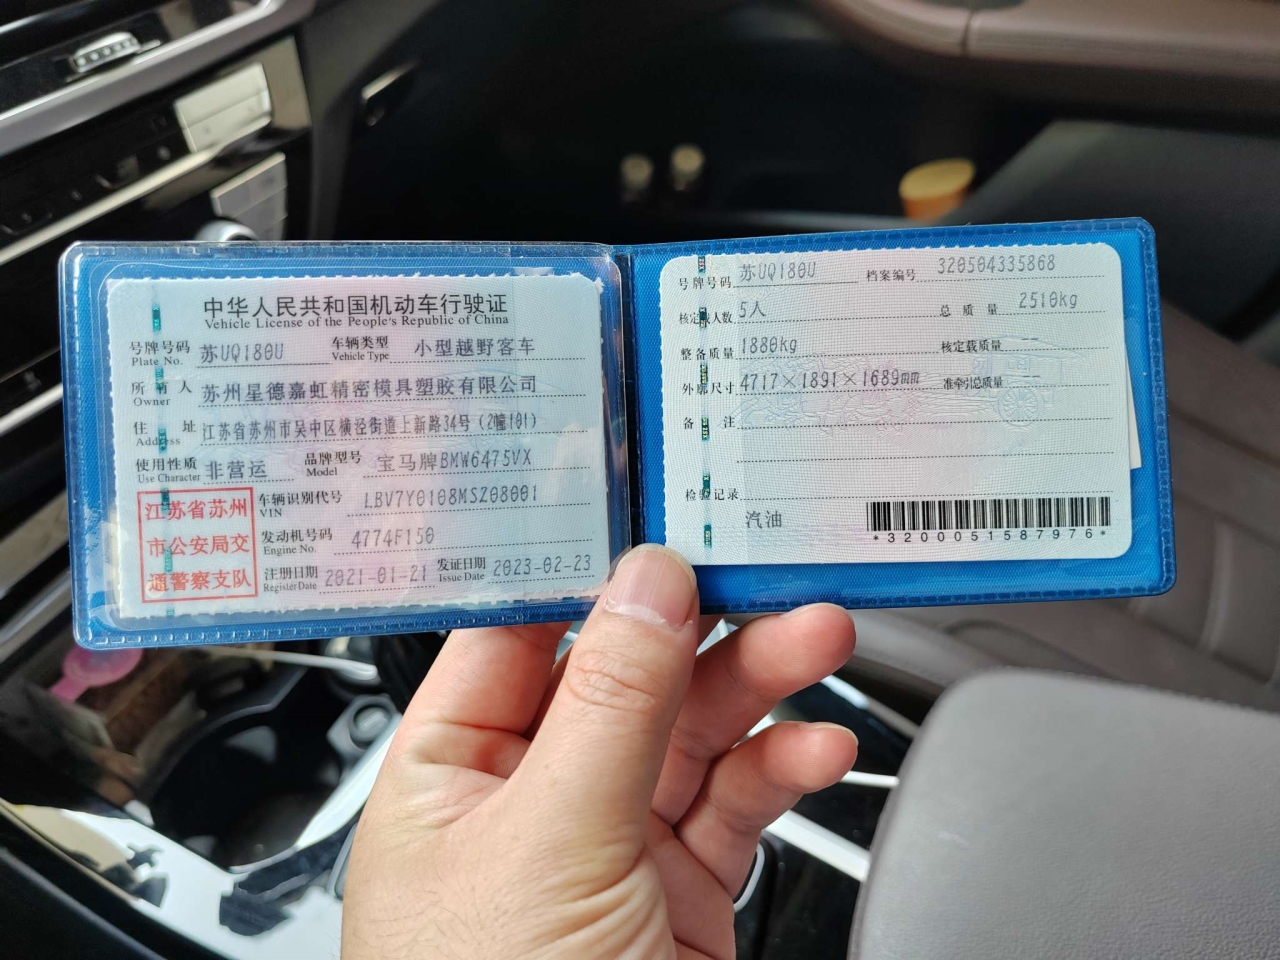 中华人民共和国机动车行驶证
Vehicle License of the People's Republic of China
号牌号码 苏UQ180U 车辆类型 小型越野客车
Plate No. Vehicle Type
所有人 苏州星德嘉虹精密模具塑胶有限公司
Owner
住址 江苏省苏州市吴中区横泾街道上新路34号(2幢101)
Address
使用性质 非营运 品牌型号 宝马牌BMW6475VX
Use Character Model
江苏省苏州
市公安局交
通警察支队
车辆识别代号 LBV7Y0108MSZ08001
VIN
发动机号码 4774F150
Engine No.
注册日期 2021-01-21 发证日期 2023-02-23
Register Date Issue Date
号牌号码 苏UQ180U 档案编号 320504335868
核定载人数 5人 总质量 2510kg
整备质量 1880kg 核定载质量 --
外廓尺寸 4717×1891×1689mm 准牵引总质量 --
备注
检验记录
汽油
*3200051587976*